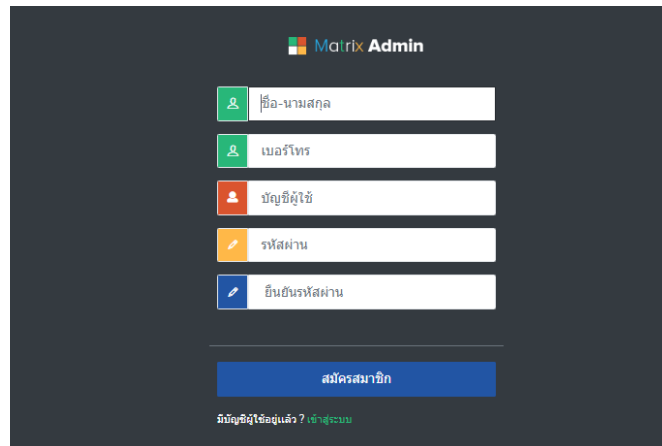 Matrix Admin
ชื่อ-นามสกุล
เบอร์โทร
บัญชีผู้ใช้
รหัสผ่าน
ยืนยันรหัสผ่าน
สมัครสมาชิก
มีบัญชีผู้ใช้อยู่แล้ว ? เข้าสู่ระบบ